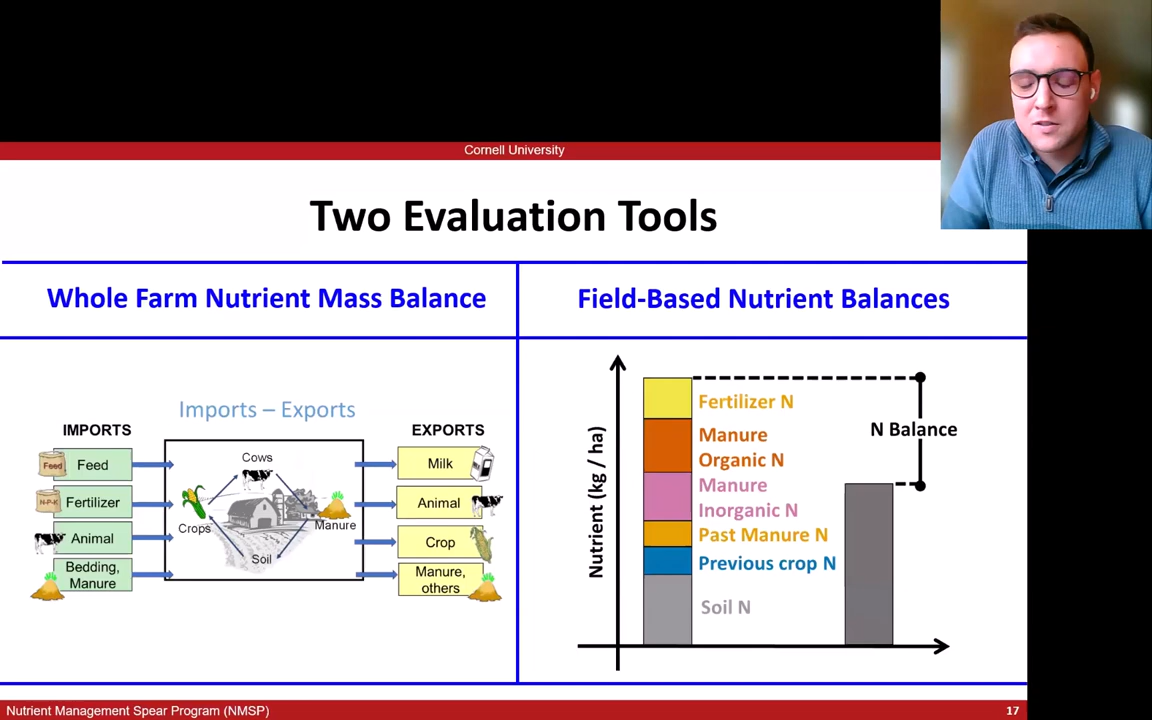 Cornell University
Two Evaluation Tools
Whole Farm Nutrient Mass Balance
Field-Based Nutrient Balances
Imports – Exports
IMPORTS
EXPORTS
Feed
Feed
Fertilizer
N-P-K
Animal
Bedding,
Manure
Cows
Crops
Manure
Soil
Milk
Animal
Crop
Manure,
others
Nutrient (kg / ha)
Fertilizer N
Manure
Organic N
Manure
Inorganic N
Past Manure N
Previous crop N
Soil N
N Balance
Nutrient Management Spear Program (NMSP)
17